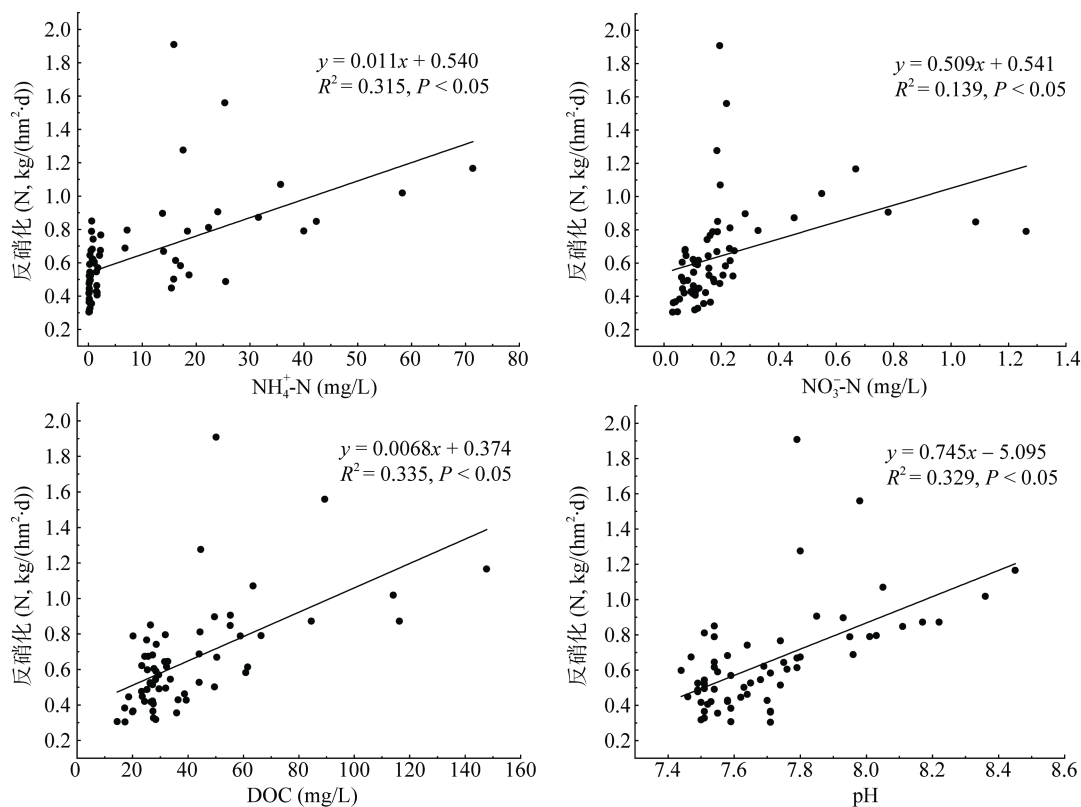 2.0
1.8
1.6
1.4
1.2
1.0
0.8
0.6
0.4
0.2
反硝化 (N, kg/(hm²·d))
y = 0.011x + 0.540
R² = 0.315, P < 0.05
0 10 20 30 40 50 60 70 80
NH₄⁺-N (mg/L)
2.0
1.8
1.6
1.4
1.2
1.0
0.8
0.6
0.4
0.2
反硝化 (N, kg/(hm²·d))
y = 0.509x + 0.541
R² = 0.139, P < 0.05
0.0 0.2 0.4 0.6 0.8 1.0 1.2 1.4
NO₃⁻-N (mg/L)
2.0
1.8
1.6
1.4
1.2
1.0
0.8
0.6
0.4
0.2
反硝化 (N, kg/(hm²·d))
y = 0.0068x + 0.374
R² = 0.335, P < 0.05
0 20 40 60 80 100 120 140 160
DOC (mg/L)
2.0
1.8
1.6
1.4
1.2
1.0
0.8
0.6
0.4
0.2
反硝化 (N, kg/(hm²·d))
y = 0.745x − 5.095
R² = 0.329, P < 0.05
7.4 7.6 7.8 8.0 8.2 8.4 8.6
pH